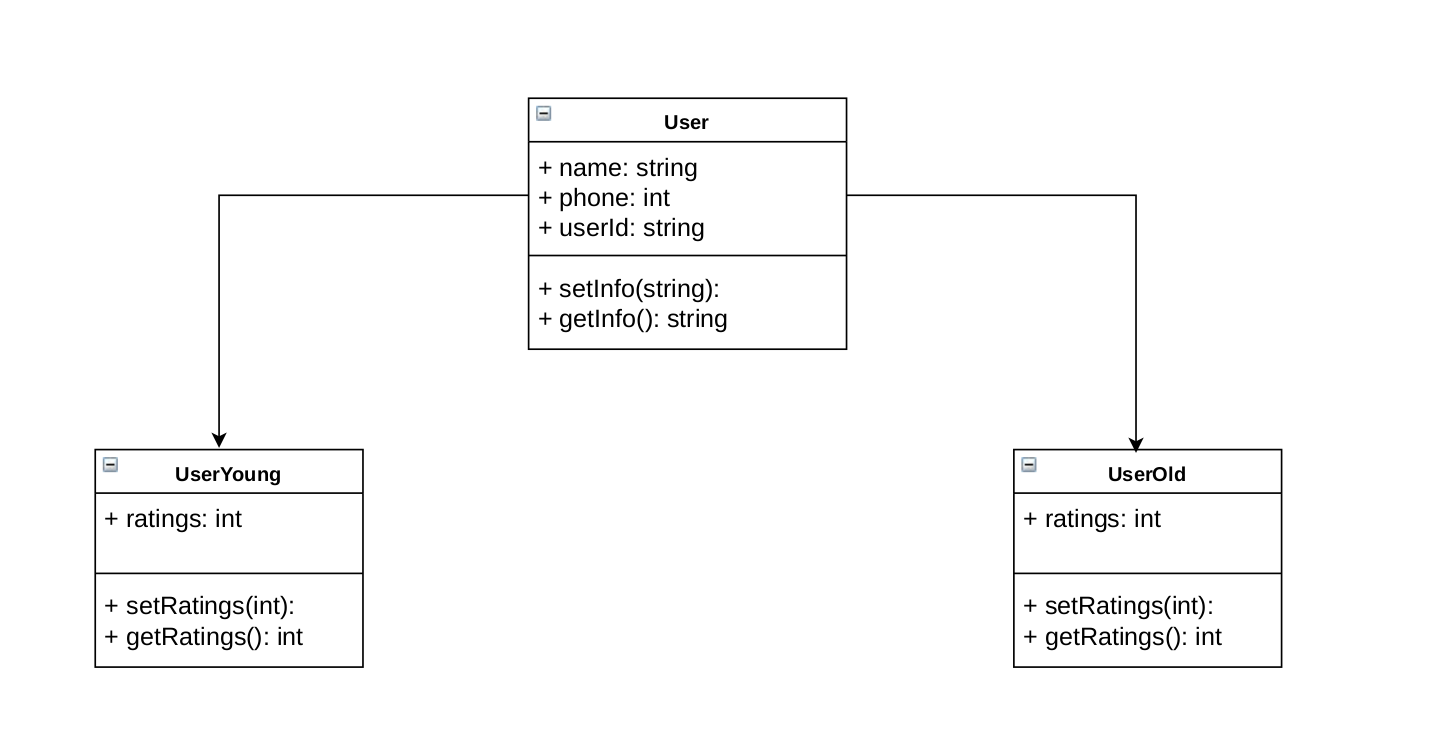 User
+ name: string
+ phone: int
+ userId: string
+ setInfo(string):
+ getInfo(): string
UserYoung
+ ratings: int
+ setRatings(int):
+ getRatings(): int
UserOld
+ ratings: int
+ setRatings(int):
+ getRatings(): int